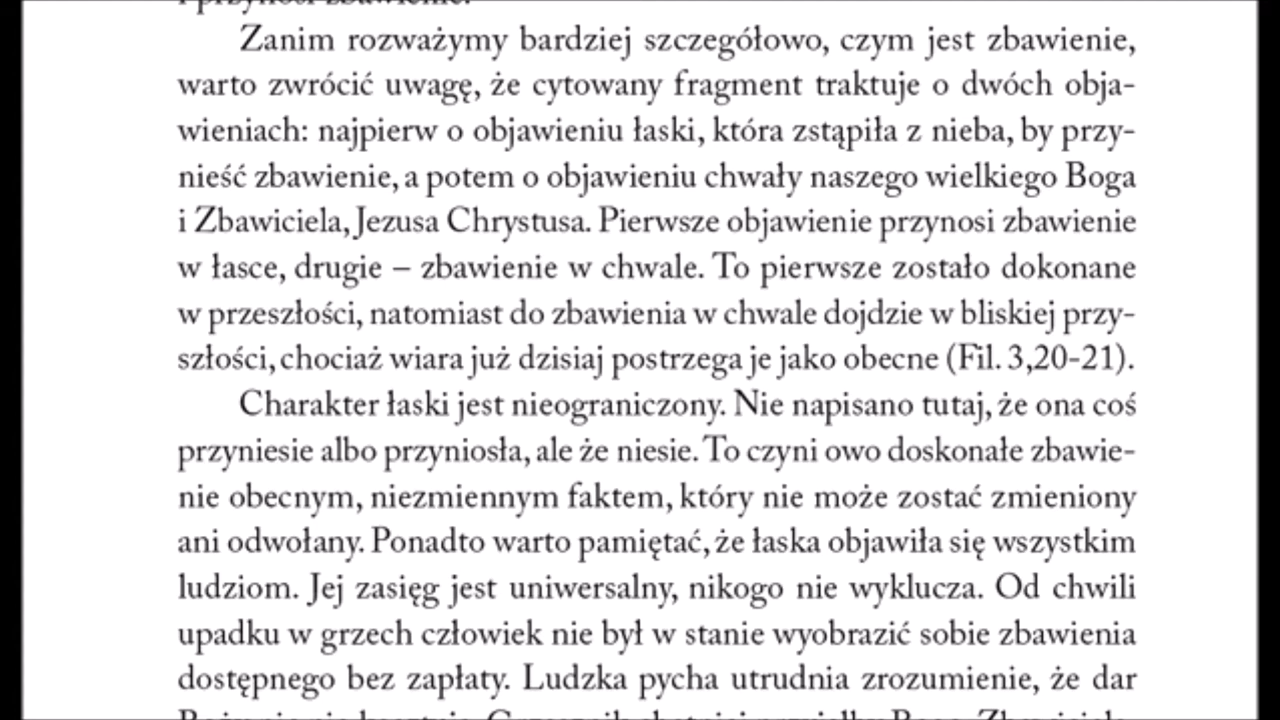 i przynosi zbawienie.
Zanim rozważymy bardziej szczegółowo, czym jest zbawienie,
warto zwrócić uwagę, że cytowany fragment traktuje o dwóch obja-
wieniach: najpierw o objawieniu łaski, która zstąpiła z nieba, by przy-
nieść zbawienie, a potem o objawieniu chwały naszego wielkiego Boga
i Zbawiciela, Jezusa Chrystusa. Pierwsze objawienie przynosi zbawienie
w łasce, drugie – zbawienie w chwale. To pierwsze zostało dokonane
w przeszłości, natomiast do zbawienia w chwale dojdzie w bliskiej przy-
szłości, chociaż wiara już dzisiaj postrzega je jako obecne (Fil. 3,20-21).
Charakter łaski jest nieograniczony. Nie napisano tutaj, że ona coś
przyniesie albo przyniosła, ale że niesie. To czyni owo doskonałe zbawie-
nie obecnym, niezmiennym faktem, który nie może zostać zmieniony
ani odwołany. Ponadto warto pamiętać, że łaska objawiła się wszystkim
ludziom. Jej zasięg jest uniwersalny, nikogo nie wyklucza. Od chwili
upadku w grzech człowiek nie był w stanie wyobrazić sobie zbawienia
dostępnego bez zapłaty. Ludzka pycha utrudnia zrozumienie, że dar